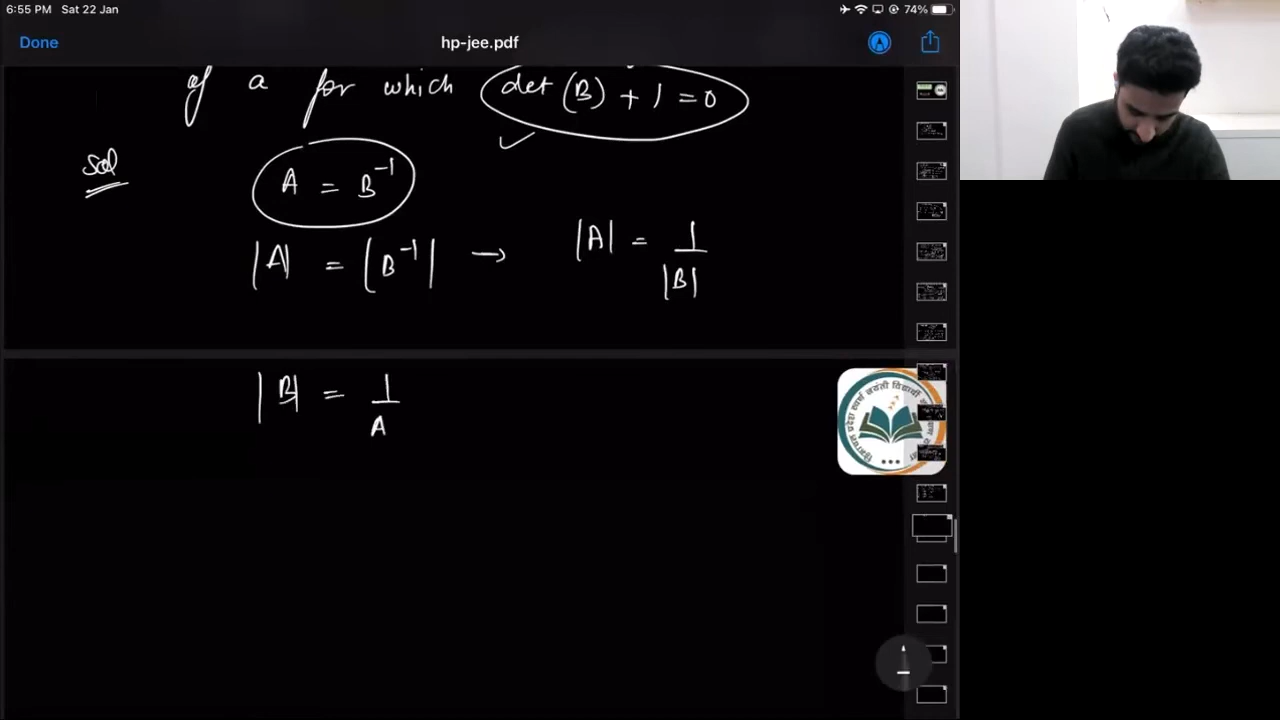 6:55 PM Sat 22 Jan
74%
Done
hp-jee.pdf
of a for which det (B) + 1 = 0
Sol
A = B⁻¹
|A| = |B⁻¹| → |A| = 1/|B|
|B| = 1/A